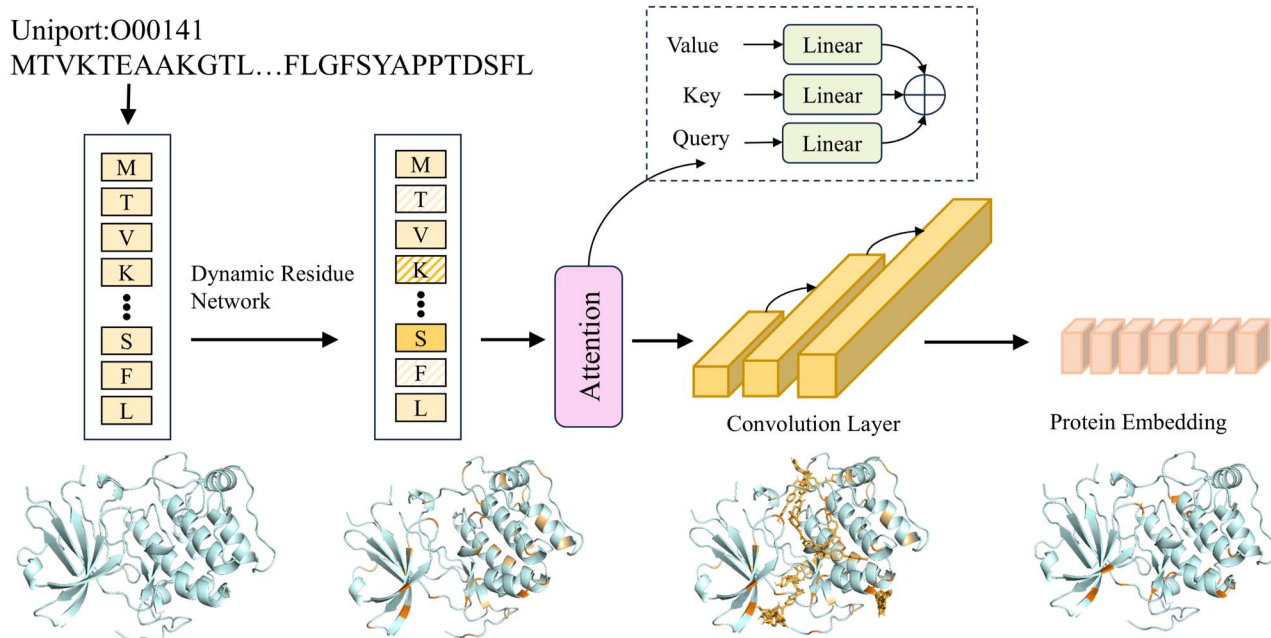 Uniport:O00141
MTVKTEAAKGTL…FLGFSYAPPTDSFL
Value
Linear
Key
Linear
Query
Linear
M
T
V
K
S
F
L
Dynamic Residue
Network
M
T
V
K
S
F
L
Attention
Convolution Layer
Protein Embedding